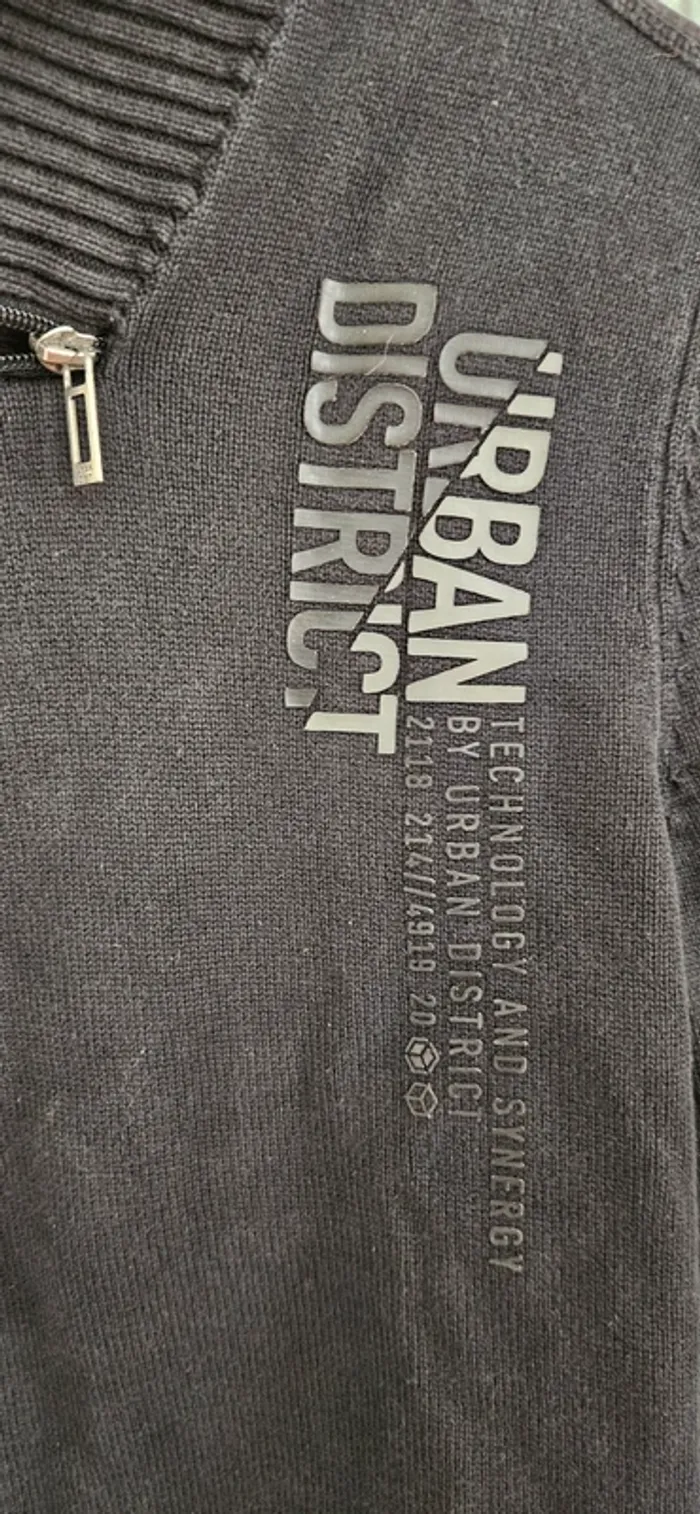 URBAN
DISTRICT
TECHNOLOGY AND SYNERGY
BY URBAN DISTRICT
2118 214//4919 20